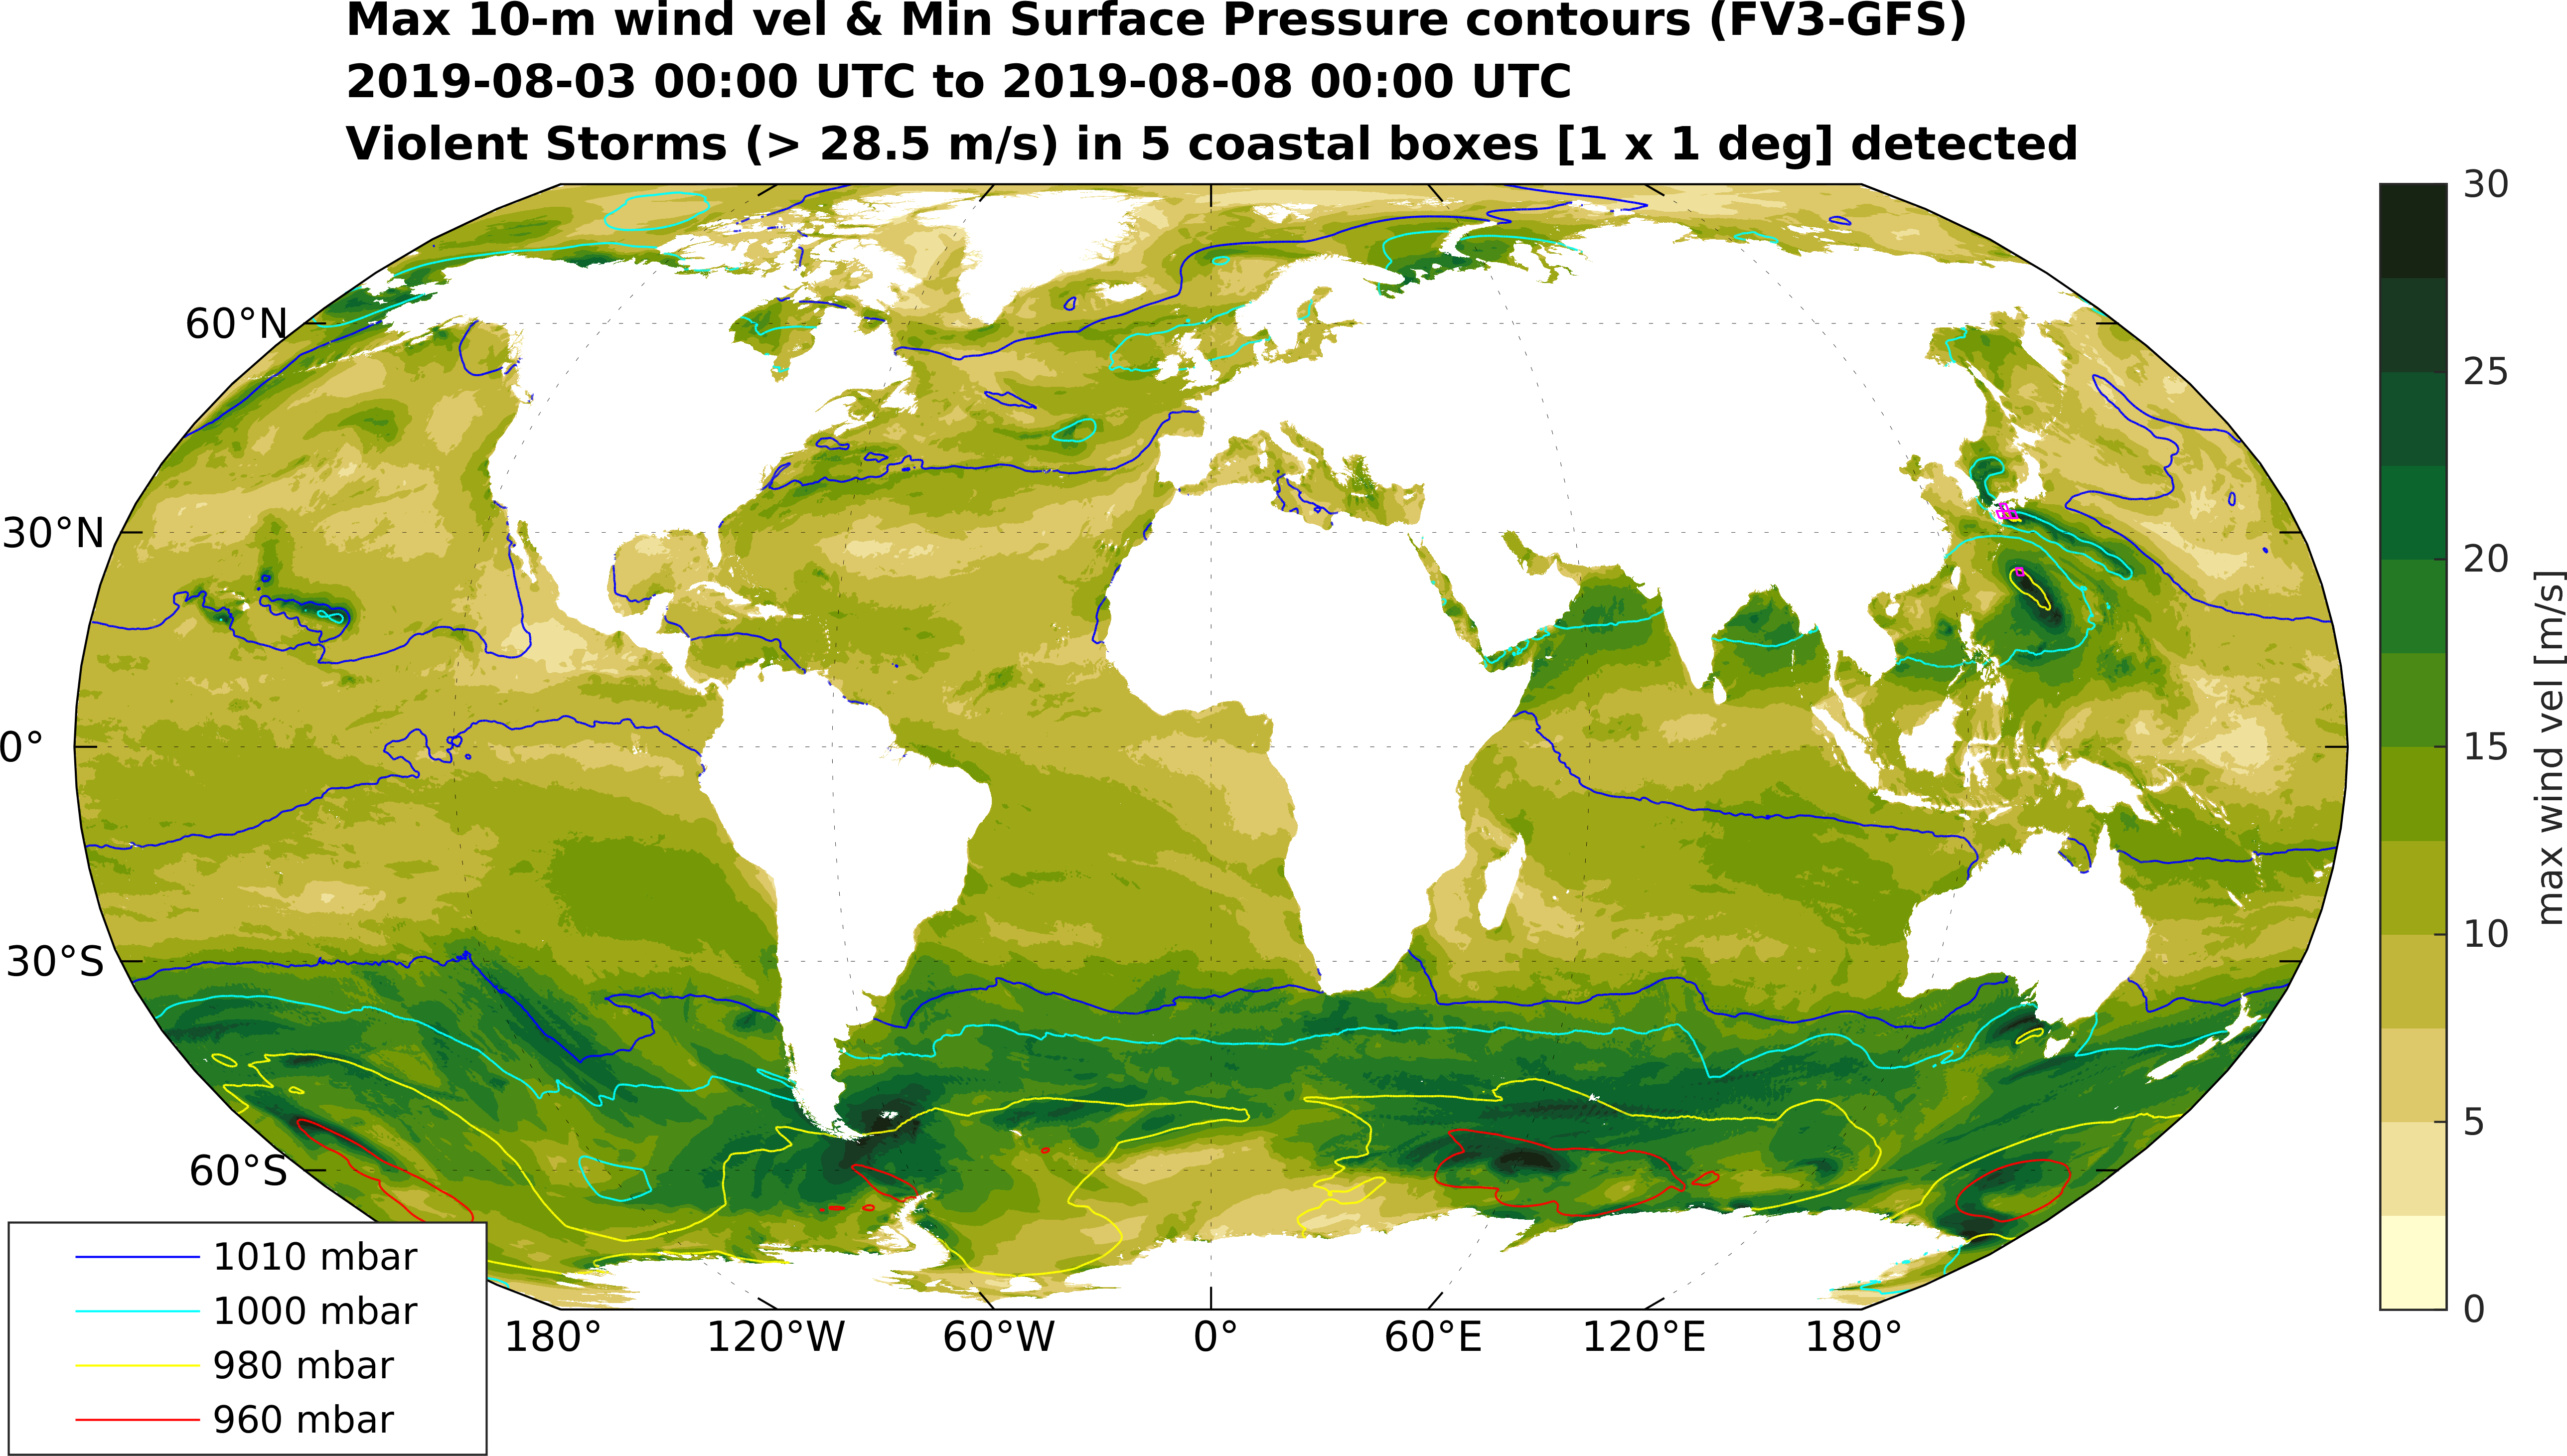 Max 10-m wind vel & Min Surface Pressure contours (FV3-GFS)
2019-08-03 00:00 UTC to 2019-08-08 00:00 UTC
Violent Storms (> 28.5 m/s) in 5 coastal boxes [1 x 1 deg] detected
60°N
30°N
0°
30°S
60°S
180°
120°W
60°W
0°
60°E
120°E
180°
1010 mbar
1000 mbar
980 mbar
960 mbar
30
25
20
15
10
5
0
max wind vel [m/s]